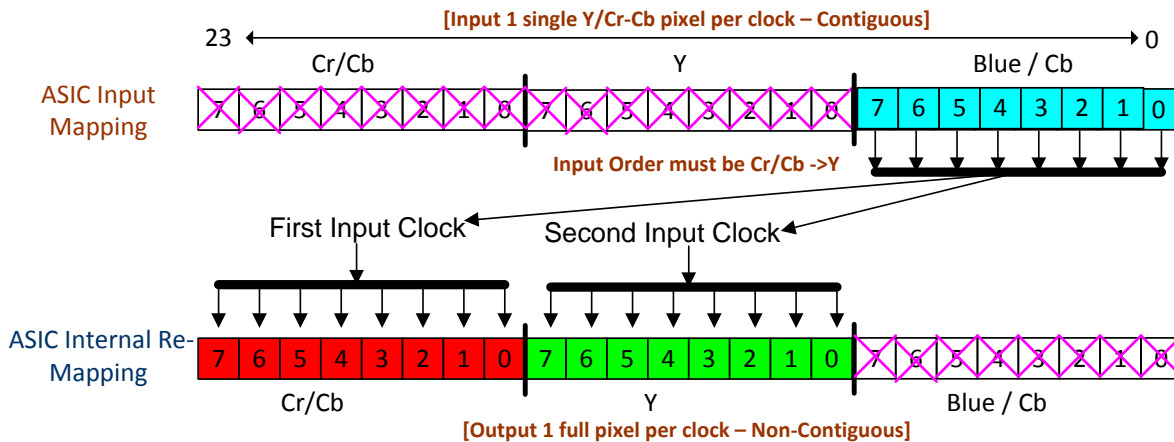 [Input 1 single Y/Cr-Cb pixel per clock – Contiguous]
23 0
Cr/Cb Y Blue / Cb
ASIC Input Mapping
7 6 5 4 3 2 1 0 7 6 5 4 3 2 1 0 7 6 5 4 3 2 1 0
Input Order must be Cr/Cb ->Y
First Input Clock
Second Input Clock
ASIC Internal Re-
Mapping
7 6 5 4 3 2 1 0 7 6 5 4 3 2 1 0 7 6 5 4 3 2 1 0
Cr/Cb Y Blue / Cb
[Output 1 full pixel per clock – Non-Contiguous]